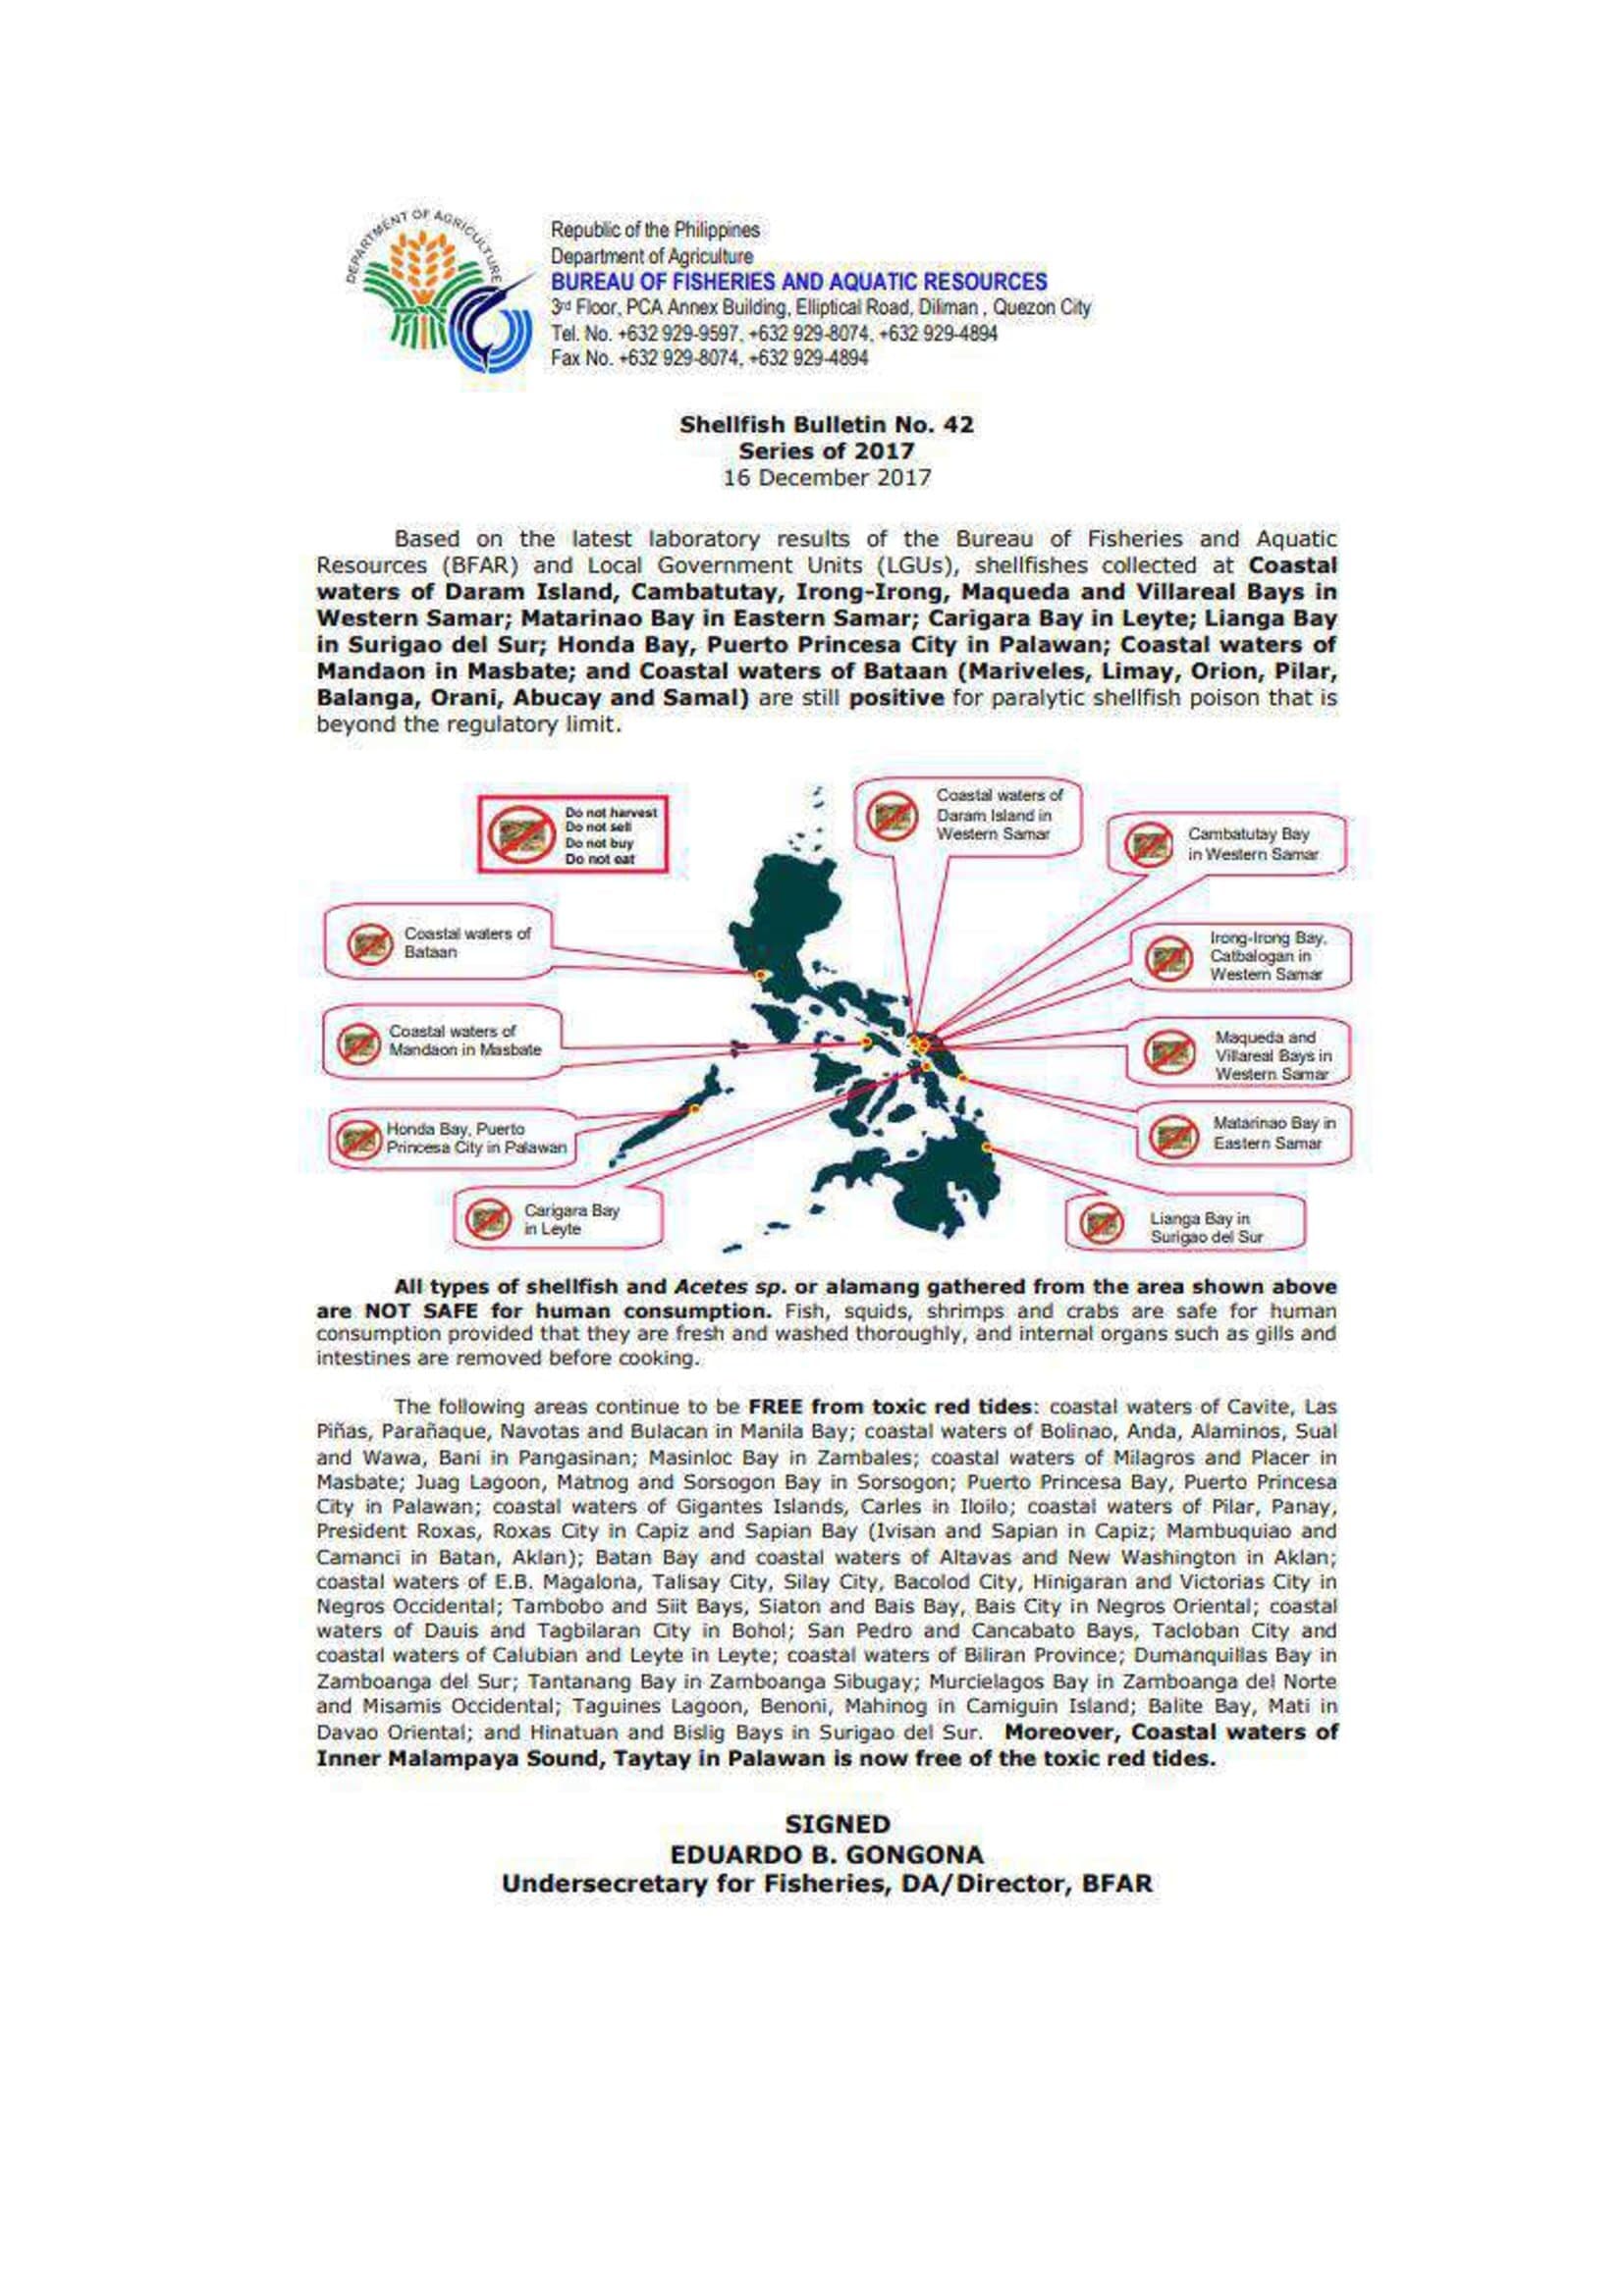 DEPARTMENT OF AGRICULTURE
Republic of the Philippines
Department of Agriculture
BUREAU OF FISHERIES AND AQUATIC RESOURCES
3rd Floor, PCA Annex Building, Elliptical Road, Diliman , Quezon City
Tel. No. +632 929-9597, +632 929-8074, +632 929-4894
Fax No. +632 929-8074, +632 929-4894
Shellfish Bulletin No. 42
Series of 2017
16 December 2017
Based on the latest laboratory results of the Bureau of Fisheries and Aquatic
Resources (BFAR) and Local Government Units (LGUs), shellfishes collected at Coastal
waters of Daram Island, Cambatutay, Irong-Irong, Maqueda and Villareal Bays in
Western Samar; Matarinao Bay in Eastern Samar; Carigara Bay in Leyte; Lianga Bay
in Surigao del Sur; Honda Bay, Puerto Princesa City in Palawan; Coastal waters of
Mandaon in Masbate; and Coastal waters of Bataan (Mariveles, Limay, Orion, Pilar,
Balanga, Orani, Abucay and Samal) are still positive for paralytic shellfish poison that is
beyond the regulatory limit.
Do not harvest
Do not sell
Do not buy
Do not eat
Coastal waters of
Daram Island in
Western Samar
Cambatutay Bay
in Western Samar
Coastal waters of
Bataan
Irong-Irong Bay,
Catbalogan in
Western Samar
Coastal waters of
Mandaon in Masbate
Maqueda and
Villareal Bays in
Western Samar
Honda Bay, Puerto
Princesa City in Palawan
Matarinao Bay in
Eastern Samar
Carigara Bay
in Leyte
Lianga Bay in
Surigao del Sur
All types of shellfish and Acetes sp. or alamang gathered from the area shown above
are NOT SAFE for human consumption. Fish, squids, shrimps and crabs are safe for human
consumption provided that they are fresh and washed thoroughly, and internal organs such as gills and
intestines are removed before cooking.
The following areas continue to be FREE from toxic red tides: coastal waters of Cavite, Las
Piñas, Parañaque, Navotas and Bulacan in Manila Bay; coastal waters of Bolinao, Anda, Alaminos, Sual
and Wawa, Bani in Pangasinan; Masinloc Bay in Zambales; coastal waters of Milagros and Placer in
Masbate; Juag Lagoon, Matnog and Sorsogon Bay in Sorsogon; Puerto Princesa Bay, Puerto Princesa
City in Palawan; coastal waters of Gigantes Islands, Carles in Iloilo; coastal waters of Pilar, Panay,
President Roxas, Roxas City in Capiz and Sapian Bay (Ivisan and Sapian in Capiz; Mambuquiao and
Camanci in Batan, Aklan); Batan Bay and coastal waters of Altavas and New Washington in Aklan;
coastal waters of E.B. Magalona, Talisay City, Silay City, Bacolod City, Hinigaran and Victorias City in
Negros Occidental; Tambobo and Siit Bays, Siaton and Bais Bay, Bais City in Negros Oriental; coastal
waters of Dauis and Tagbilaran City in Bohol; San Pedro and Cancabato Bays, Tacloban City and
coastal waters of Calubian and Leyte in Leyte; coastal waters of Biliran Province; Dumanquillas Bay in
Zamboanga del Sur; Tantanang Bay in Zamboanga Sibugay; Murcielagos Bay in Zamboanga del Norte
and Misamis Occidental; Taguines Lagoon, Benoni, Mahinog in Camiguin Island; Balite Bay, Mati in
Davao Oriental; and Hinatuan and Bislig Bays in Surigao del Sur. Moreover, Coastal waters of
Inner Malampaya Sound, Taytay in Palawan is now free of the toxic red tides.
SIGNED
EDUARDO B. GONGONA
Undersecretary for Fisheries, DA/Director, BFAR